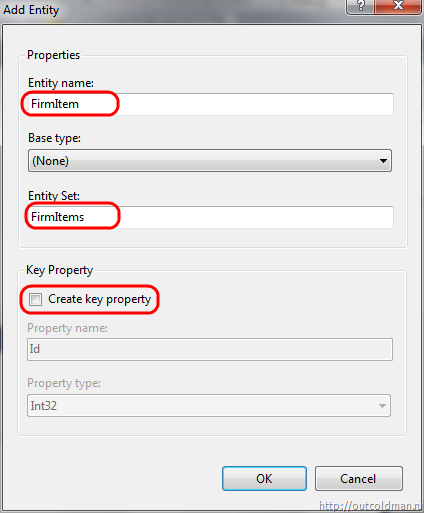 Add Entity
Properties
Entity name:
FirmItem
Base type:
(None)
Entity Set:
FirmItems
Key Property
Create key property
Property name:
Id
Property type:
Int32
OK
Cancel
http://outcoldman.ru